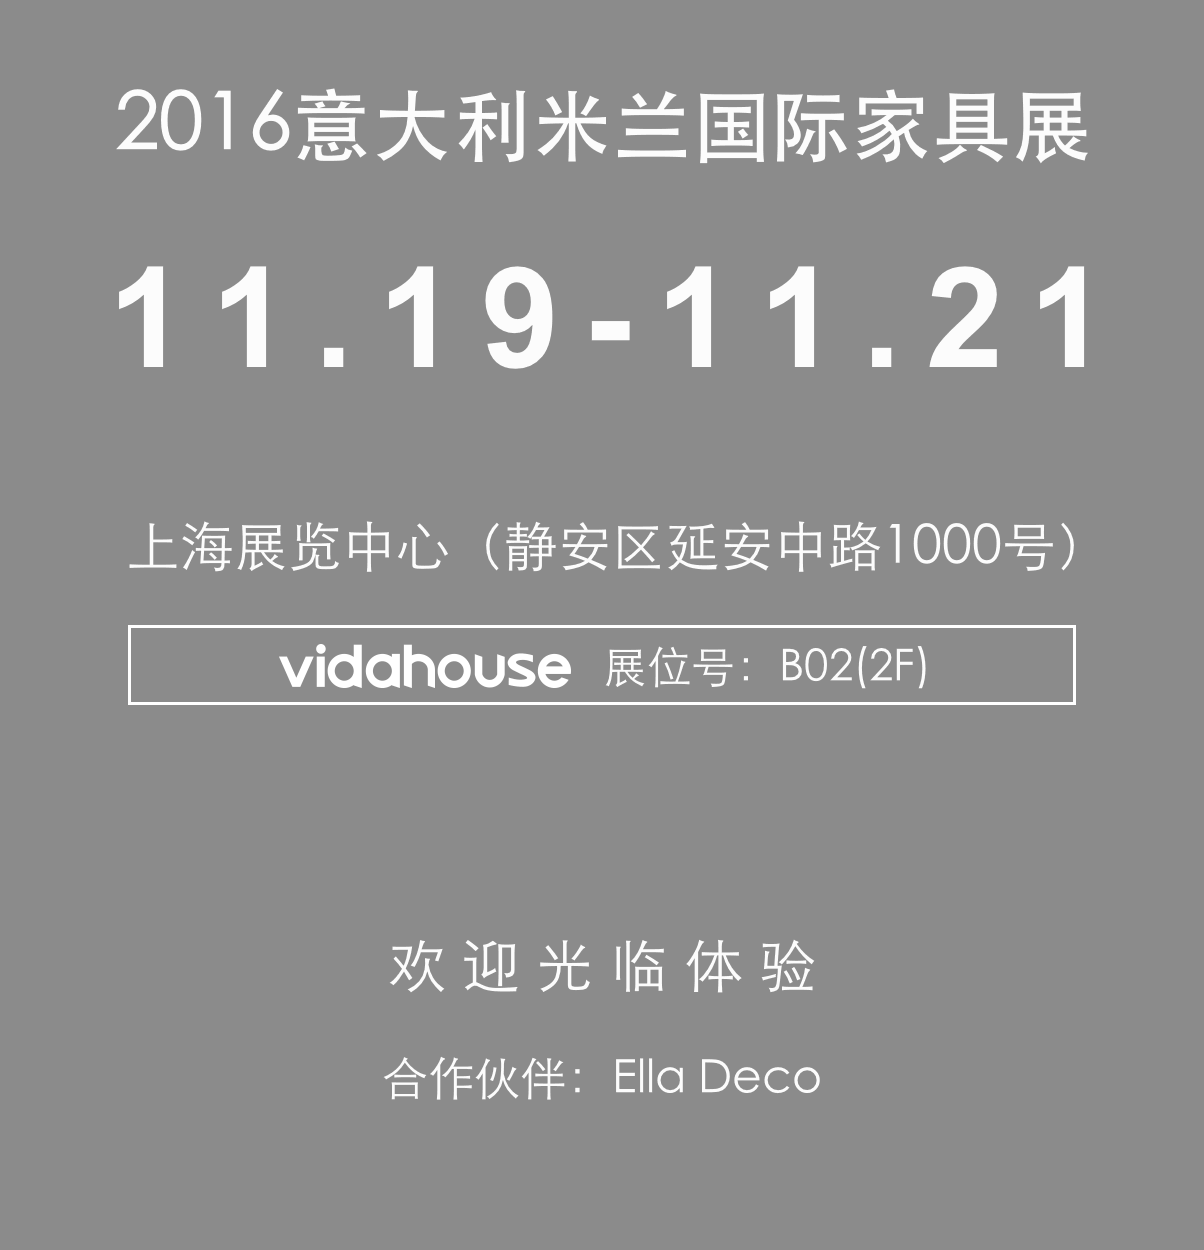 2016意大利米兰国际家具展
11.19-11.21
上海展览中心（静安区延安中路1000号）
vidahouse 展位号：B02(2F)
欢迎光临体验
合作伙伴：Ella Deco